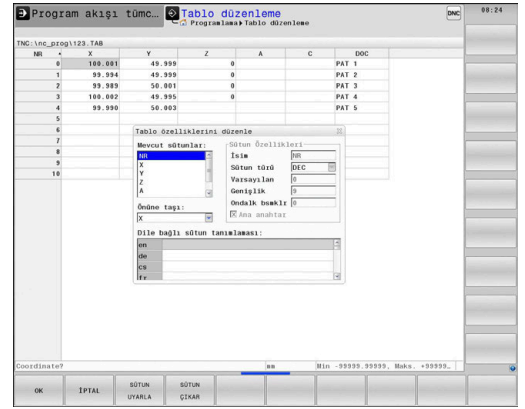 Program akışı tümc…
Tablo düzenleme
Programlama▸Tablo düzenleme
DNC
08:24
TNC:\nc_prog\123.TAB
NR X Y Z A C DOC
0 100.001 49.999 0 PAT 1
1 99.994 49.999 0 PAT 2
2 99.989 50.001 0 PAT 3
3 100.002 49.995 0 PAT 4
4 99.990 50.003 PAT 5
5
6
7
8
9
10
Tablo özelliklerini düzenle
Mevcut sütunlar:
NR
X
Y
Z
A
Önüne taşı:
X
Sütun Özellikleri
İsim NR
Sütun türü DEC
Varsayılan 0
Genişlik 9
Ondalk bsmklr 0
Ana anahtar
Dile bağlı sütun tanımlaması:
en
de
cs
fr
Coordinate? mm Min -99999.99999, Maks. +99999…
OK
İPTAL
SÜTUN UYARLA
SÜTUN ÇIKAR